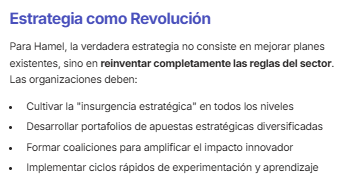 Estrategia como Revolución
Para Hamel, la verdadera estrategia no consiste en mejorar planes
existentes, sino en reinventar completamente las reglas del sector.
Las organizaciones deben:
• Cultivar la "insurgencia estratégica" en todos los niveles
• Desarrollar portafolios de apuestas estratégicas diversificadas
• Formar coaliciones para amplificar el impacto innovador
• Implementar ciclos rápidos de experimentación y aprendizaje